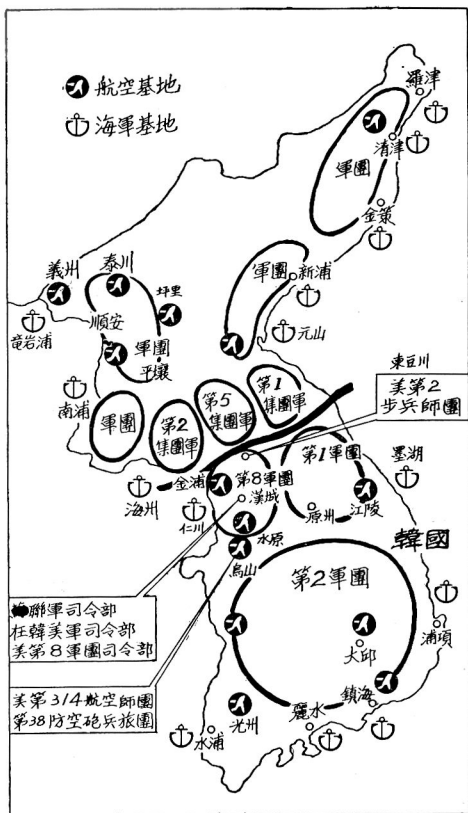 航空基地
海軍基地
羅津
清津
軍團
金策
軍團
新浦
元山
義州
泰川
坪里
順安
軍團
平壤
竜岩浦
南浦
軍團
第2
集團軍
第5
集團軍
第1
集團軍
東豆川
美第2
步兵師團
海州
金浦
第8軍團
漢城
仁川
水原
烏山
第1軍團
原州
江陵
墨湖
韓國
第2軍團
大邱
浦項
鎮海
麗水
光州
水浦
聯軍司令部
在韓美軍司令部
美第8軍團司令部
美第314航空師團
第38防空砲兵旅團